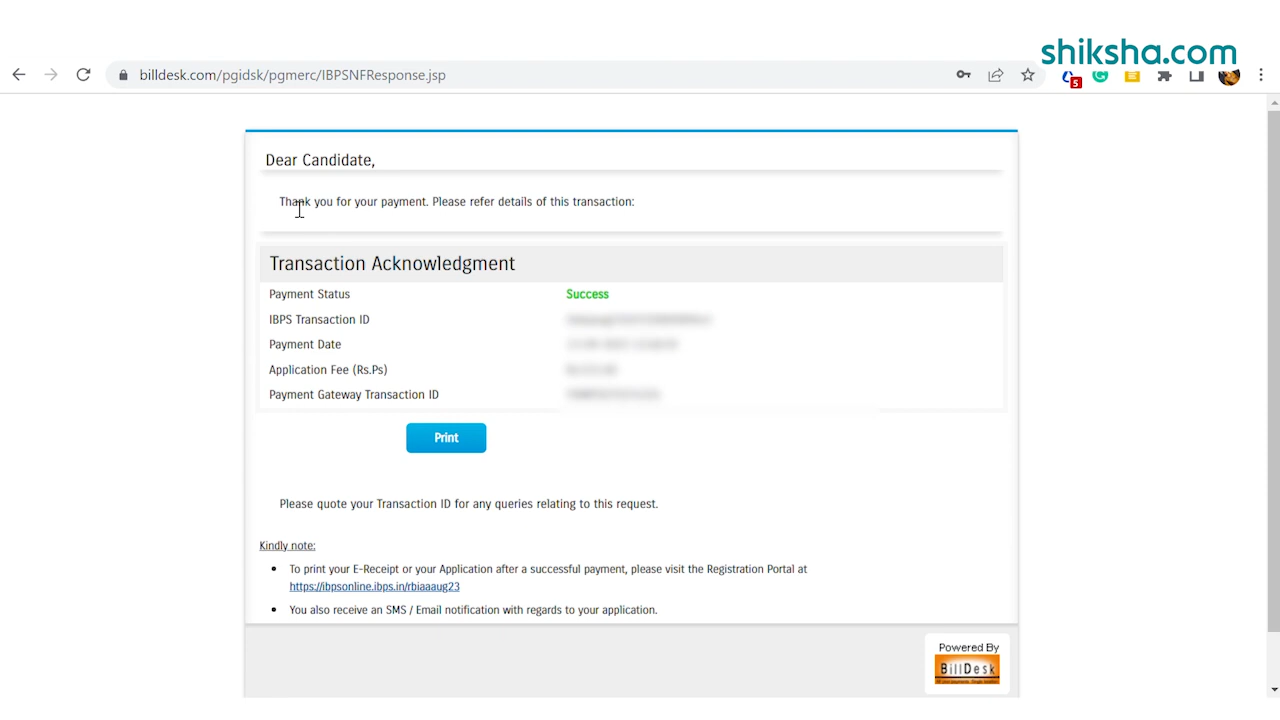 shiksha.com
billdesk.com/pgidsk/pgmerc/IBPSNFResponse.jsp
5
Dear Candidate,
Thank you for your payment. Please refer details of this transaction:
Transaction Acknowledgment
Payment Status Success
IBPS Transaction ID
Payment Date
Application Fee (Rs.Ps)
Payment Gateway Transaction ID
Print
Please quote your Transaction ID for any queries relating to this request.
Kindly note:
To print your E-Receipt or your Application after a successful payment, please visit the Registration Portal at
https://ibpsonline.ibps.in/rbiaaaug23
You also receive an SMS / Email notification with regards to your application.
Powered By
BillDesk